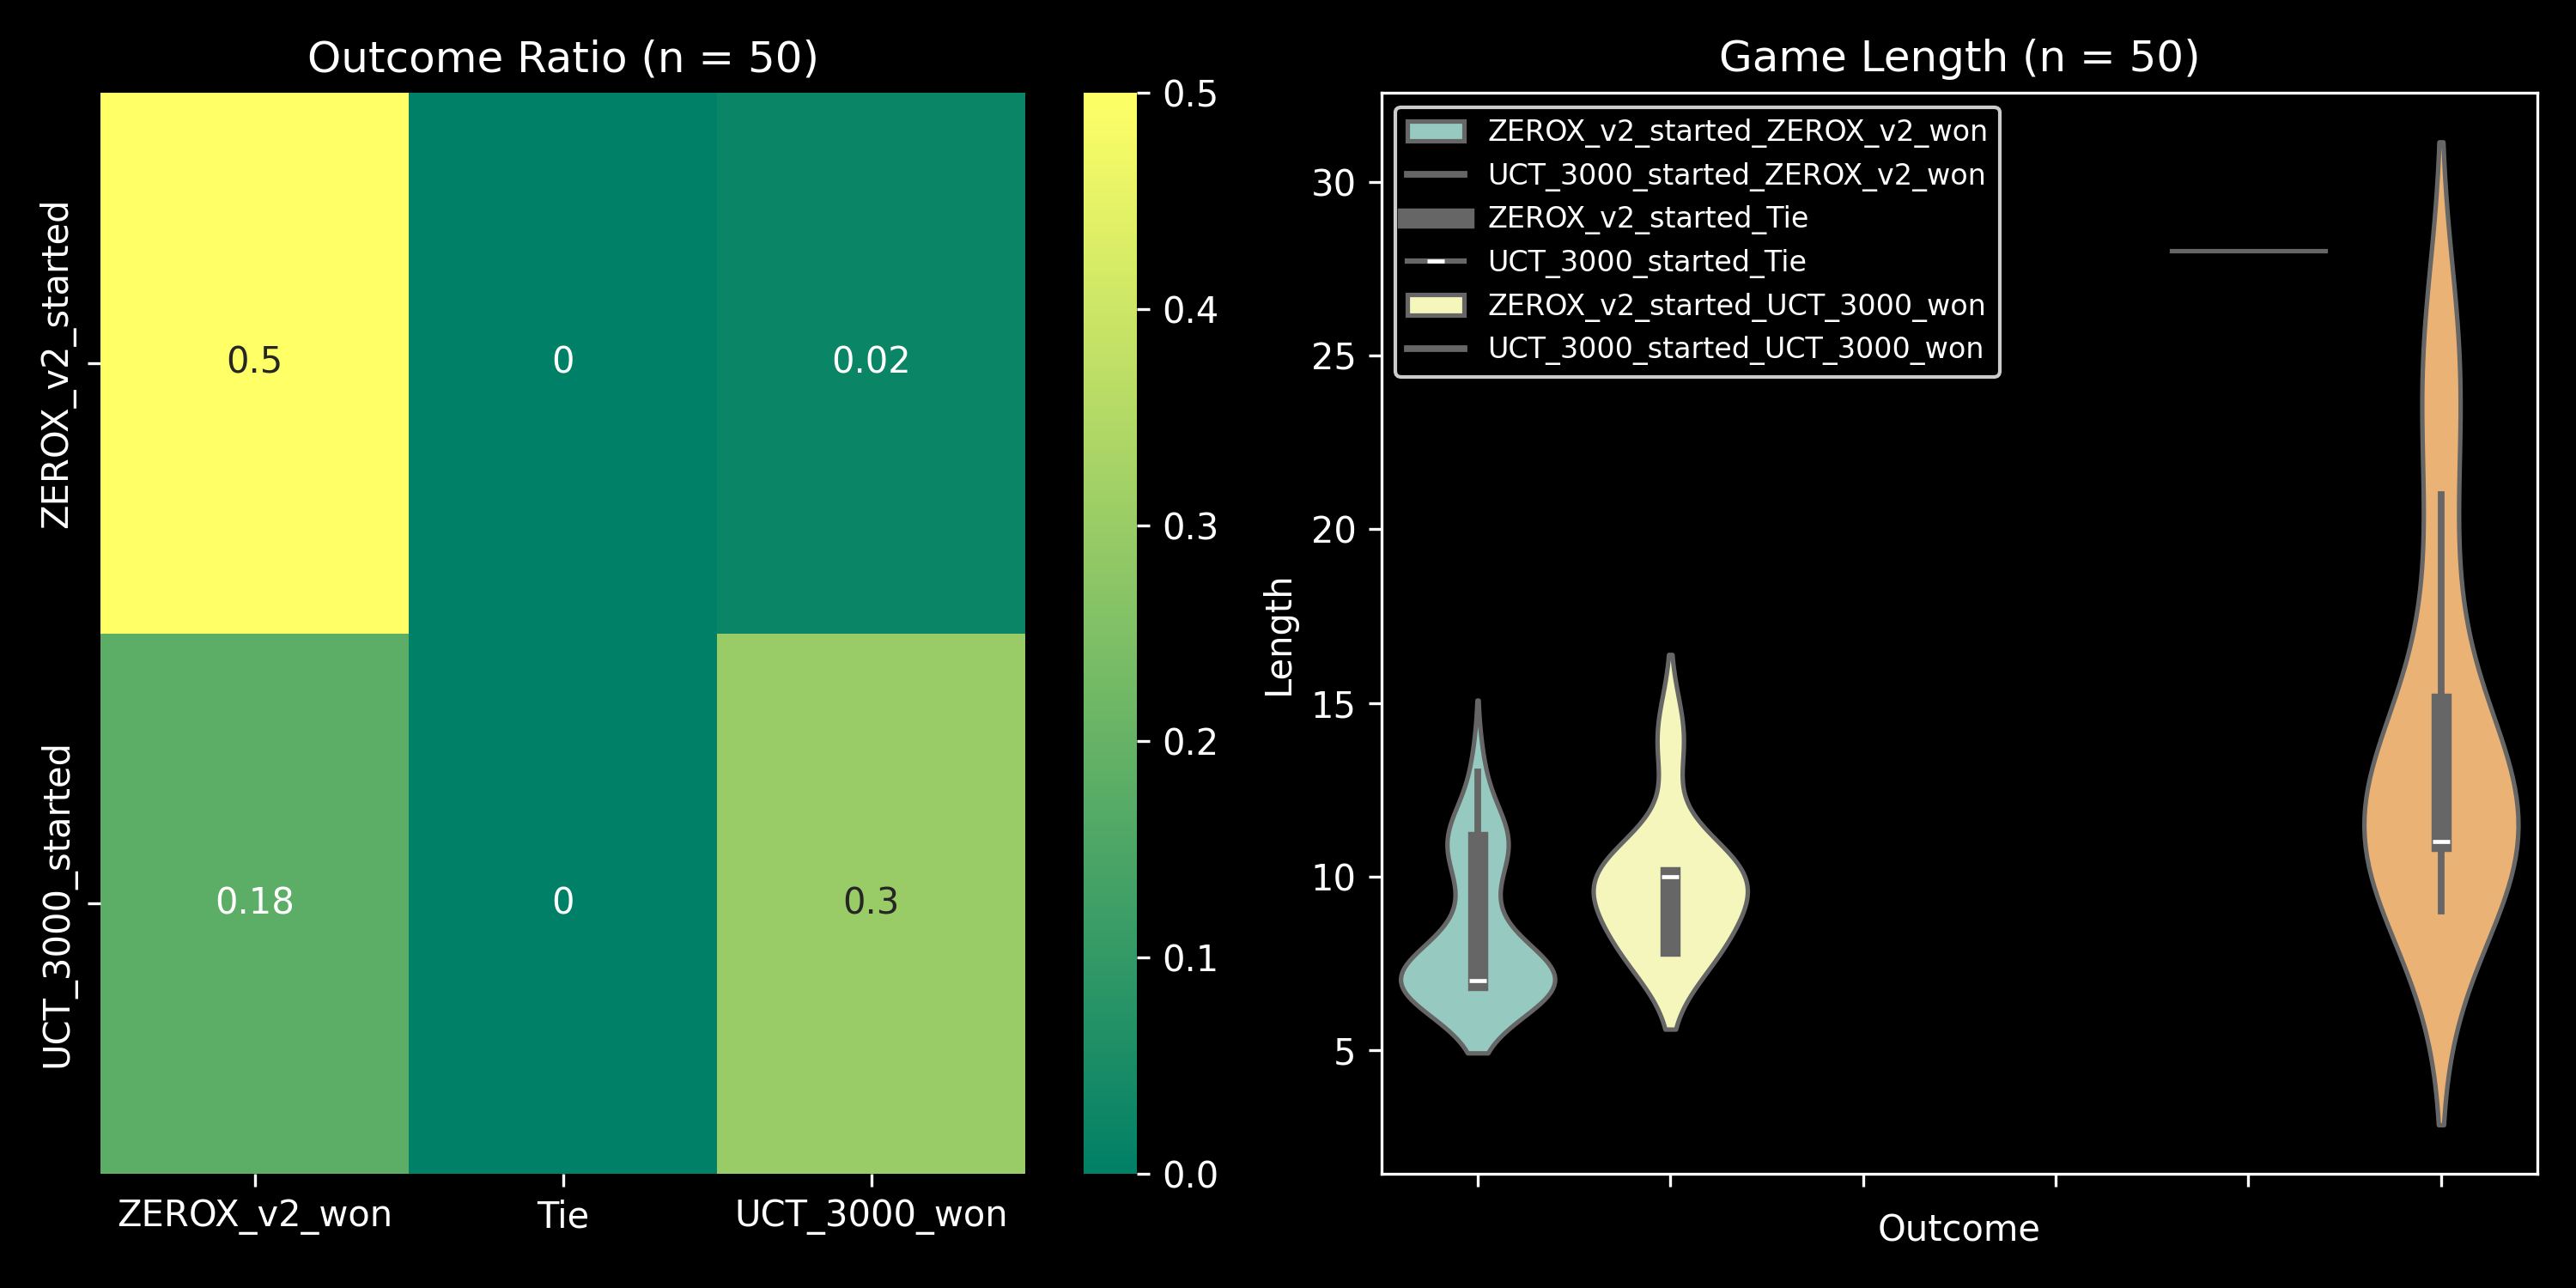 Outcome Ratio (n = 50)
ZEROX_v2_started
UCT_3000_started
0.5
0
0.02
0.18
0
0.3
ZEROX_v2_won
Tie
UCT_3000_won
0.5
0.4
0.3
0.2
0.1
0.0
Game Length (n = 50)
Length
30
25
20
15
10
5
ZEROX_v2_started_ZEROX_v2_won
UCT_3000_started_ZEROX_v2_won
ZEROX_v2_started_Tie
UCT_3000_started_Tie
ZEROX_v2_started_UCT_3000_won
UCT_3000_started_UCT_3000_won
Outcome